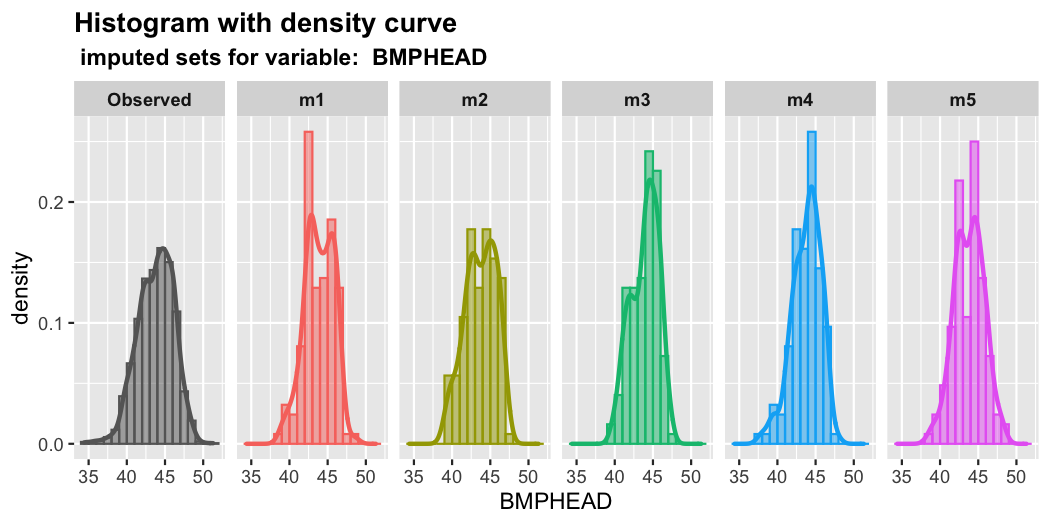 Histogram with density curve
imputed sets for variable: BMPHEAD
Observed m1 m2 m3 m4 m5
0.2
0.1
0.0
density
35 40 45 50 35 40 45 50 35 40 45 50 35 40 45 50 35 40 45 50 35 40 45 50
BMPHEAD